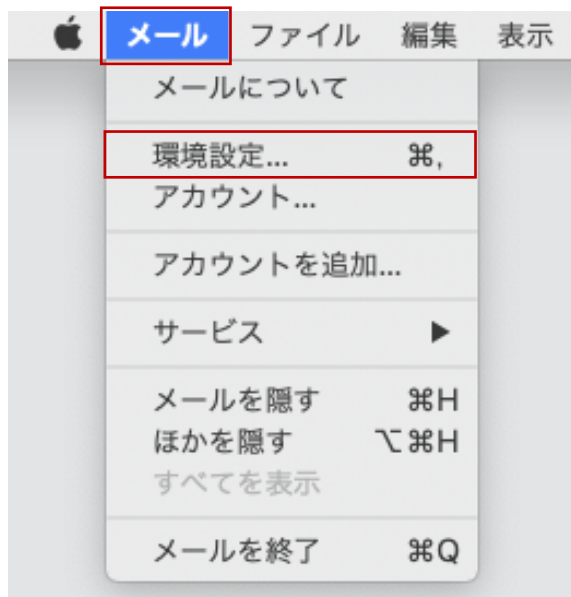 メール ファイル 編集 表示
メールについて
環境設定... ⌘,
アカウント...
アカウントを追加...
サービス ▶
メールを隠す ⌘H
ほかを隠す ⌥⌘H
すべてを表示
メールを終了 ⌘Q